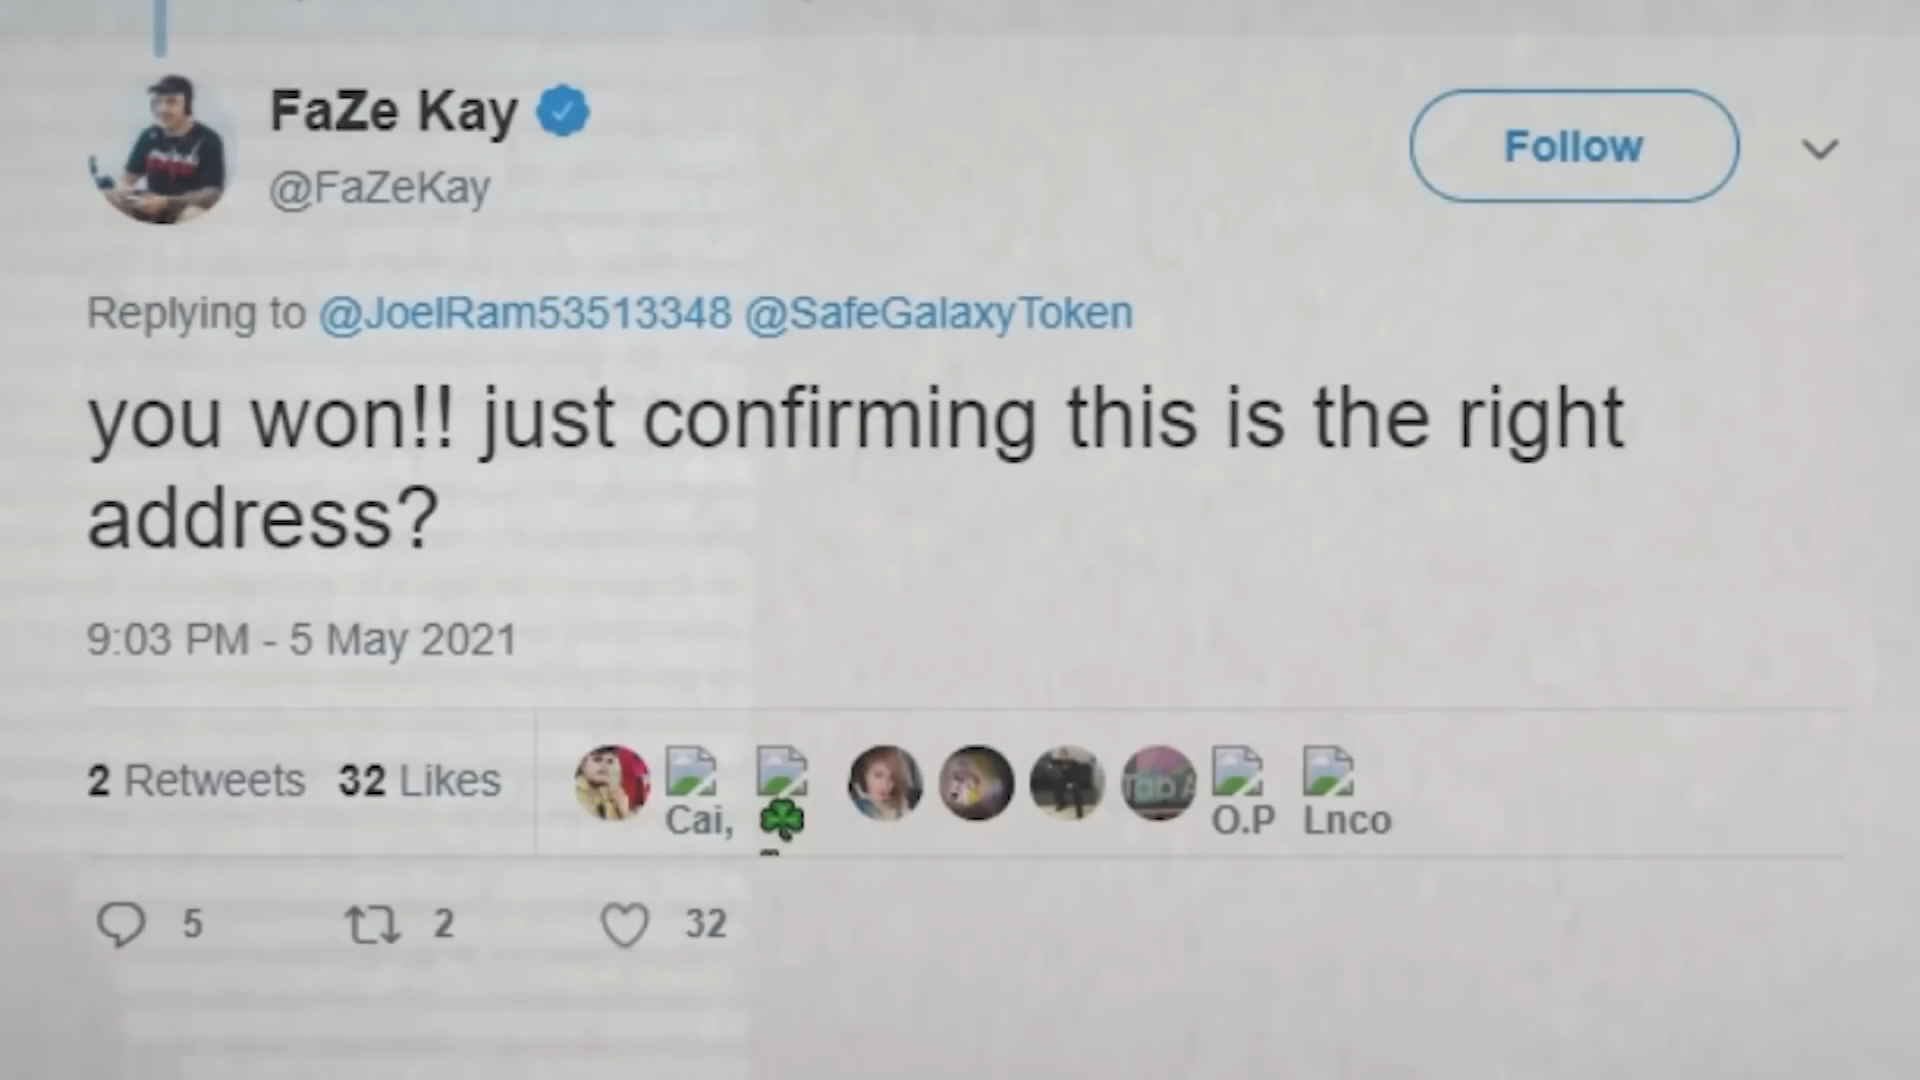 FaZe Kay
@FaZeKay
Follow
Replying to @JoelRam53513348 @SafeGalaxyToken
you won!! just confirming this is the right
address?
9:03 PM - 5 May 2021
2 Retweets 32 Likes
Cai,
O.P
Lnco
5 2 32